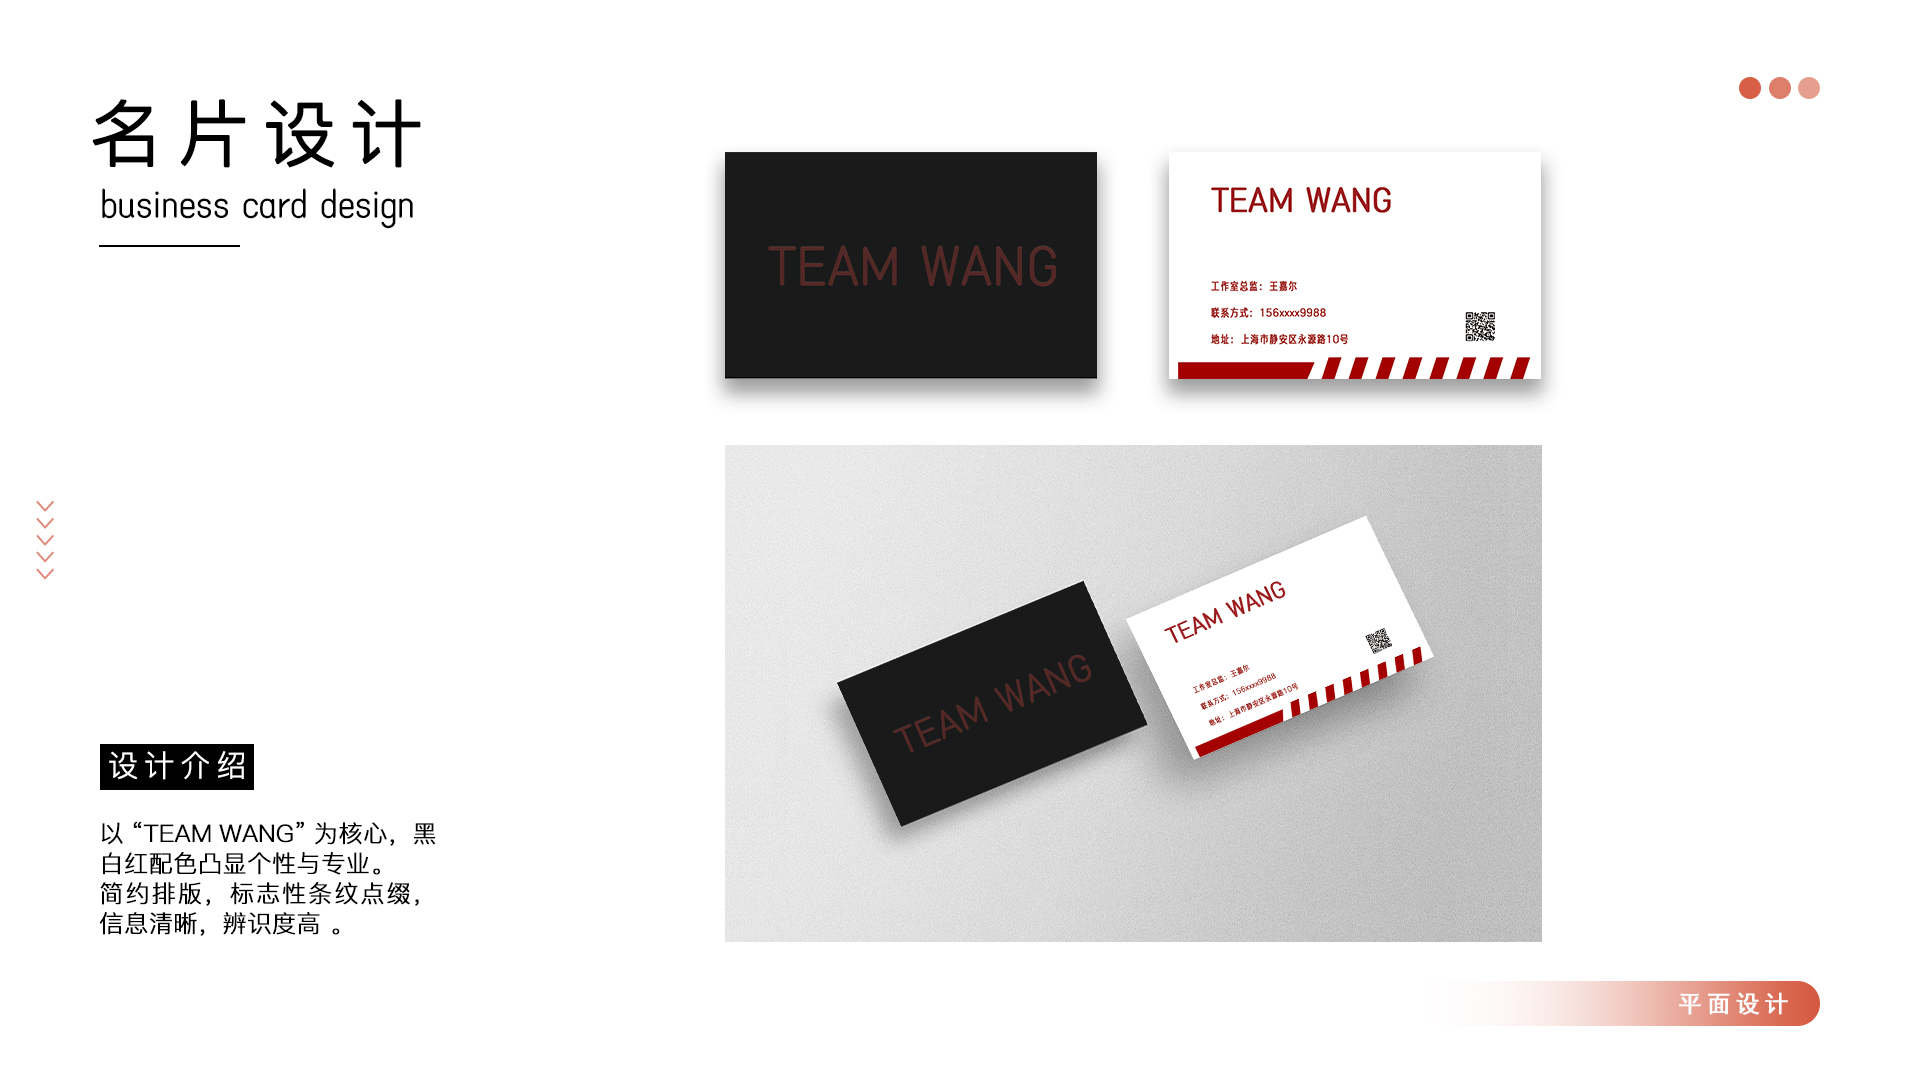 名片设计
business card design
TEAM WANG
TEAM WANG
工作室总监：王嘉尔
联系方式：156xxxx9988
地址：上海市静安区永源路10号
TEAM WANG
TEAM WANG
工作室总监：王嘉尔
联系方式：156xxxx9988
地址：上海市静安区永源路10号
设计介绍
以“TEAM WANG”为核心，黑
白红配色凸显个性与专业。
简约排版，标志性条纹点缀，
信息清晰，辨识度高 。
平面设计